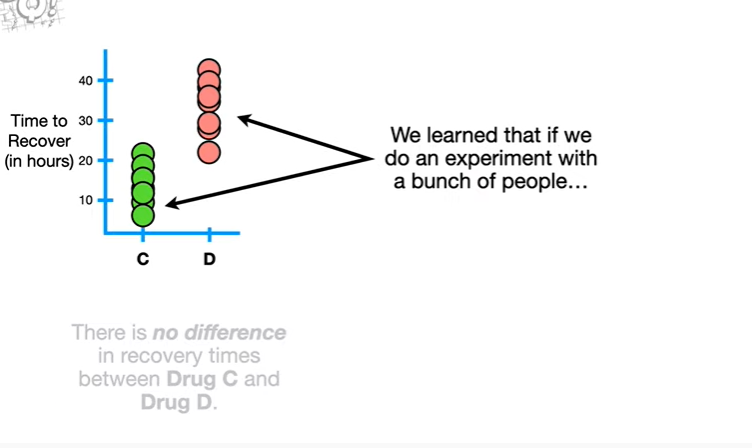 40
Time to
Recover
(in hours)
30
20
10
C
D
We learned that if we
do an experiment with
a bunch of people…
There is no difference
in recovery times
between Drug C and
Drug D.